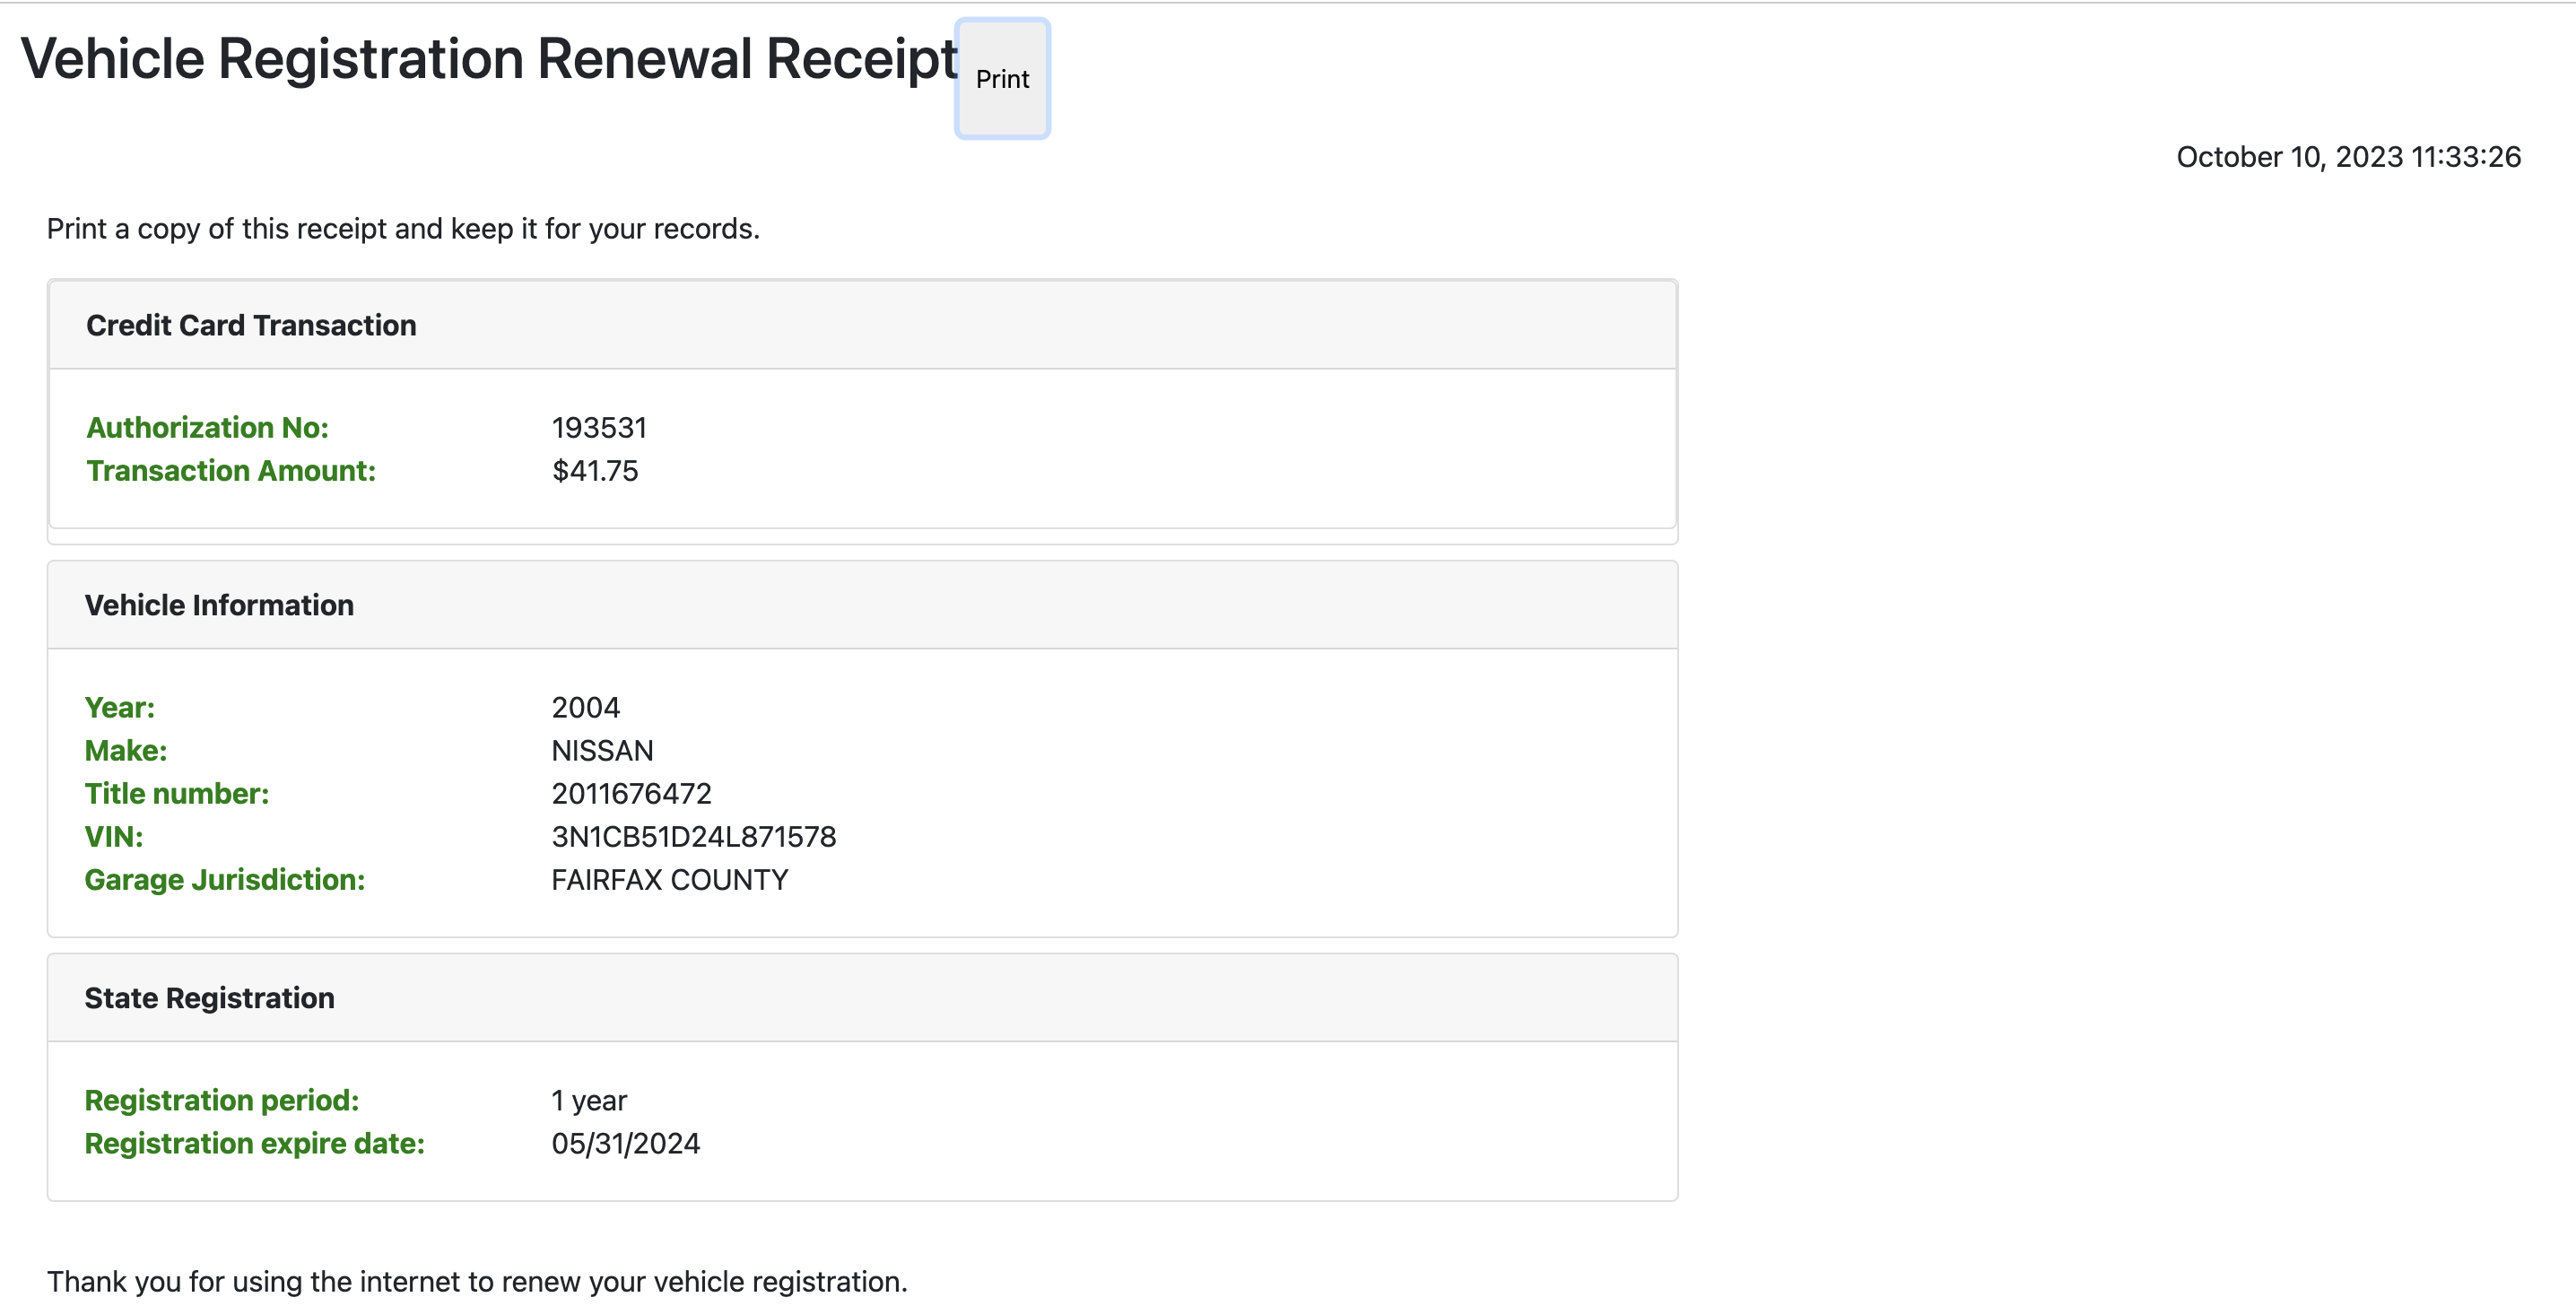 Vehicle Registration Renewal Receipt
Print
October 10, 2023 11:33:26
Print a copy of this receipt and keep it for your records.
Credit Card Transaction
Authorization No: 193531
Transaction Amount: $41.75
Vehicle Information
Year: 2004
Make: NISSAN
Title number: 2011676472
VIN: 3N1CB51D24L871578
Garage Jurisdiction: FAIRFAX COUNTY
State Registration
Registration period: 1 year
Registration expire date: 05/31/2024
Thank you for using the internet to renew your vehicle registration.